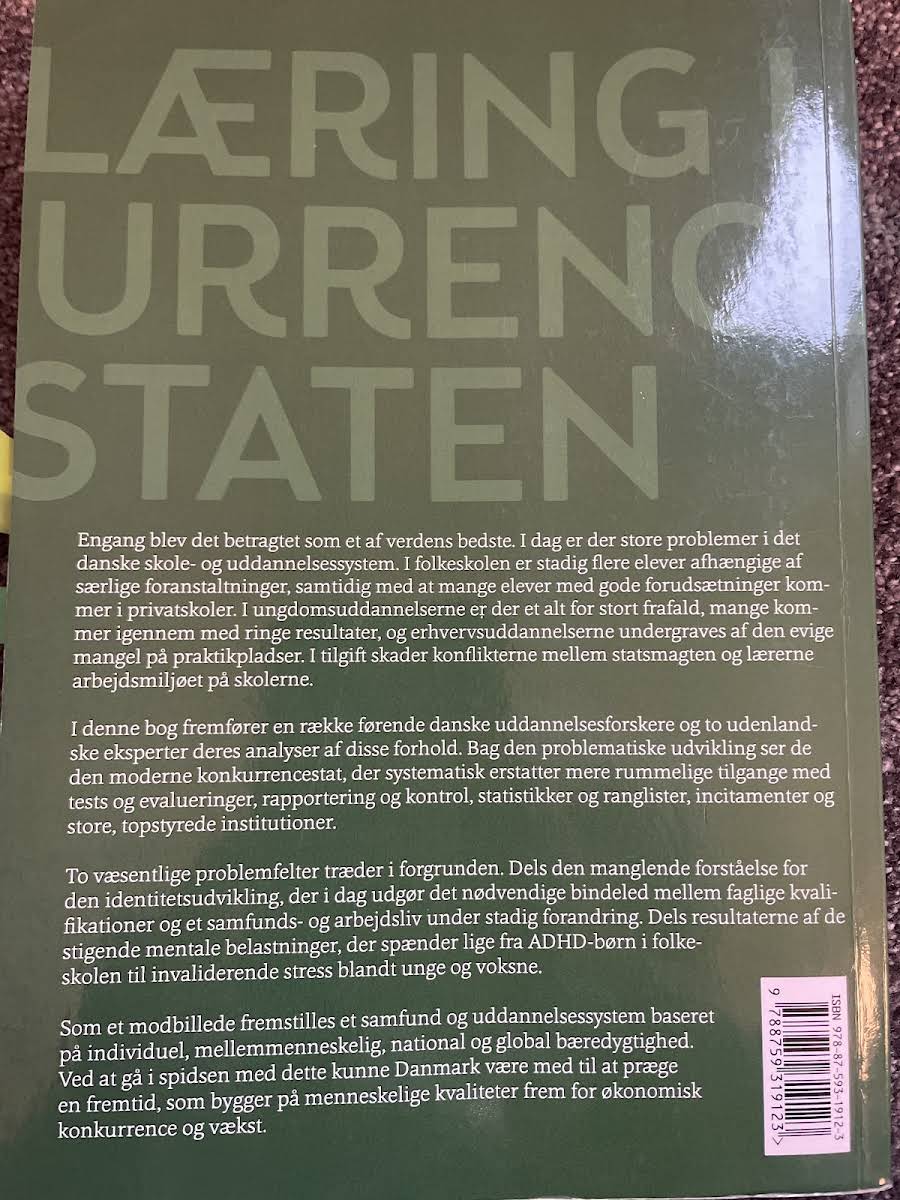 LÆRING I
URRENC
STATEN
Engang blev det betragtet som et af verdens bedste. I dag er der store problemer i det
danske skole- og uddannelsessystem. I folkeskolen er stadig flere elever afhængige af
særlige foranstaltninger, samtidig med at mange elever med gode forudsætninger kom-
mer i privatskoler. I ungdomsuddannelserne er der et alt for stort frafald, mange kom-
mer igennem med ringe resultater, og erhvervsuddannelserne undergraves af den evige
mangel på praktikpladser. I tilgift skader konflikterne mellem statsmagten og lærerne
arbejdsmiljøet på skolerne.
I denne bog fremfører en række førende danske uddannelsesforskere og to udenland-
ske eksperter deres analyser af disse forhold. Bag den problematiske udvikling ser de
den moderne konkurrencestat, der systematisk erstatter mere rummelige tilgange med
tests og evalueringer, rapportering og kontrol, statistikker og ranglister, incitamenter og
store, topstyrede institutioner.
To væsentlige problemfelter træder i forgrunden. Dels den manglende forståelse for
den identitetsudvikling, der i dag udgør det nødvendige bindeled mellem faglige kvali-
fikationer og et samfunds- og arbejdsliv under stadig forandring. Dels resultaterne af de
stigende mentale belastninger, der spænder lige fra ADHD-børn i folke-
skolen til invaliderende stress blandt unge og voksne.
Som et modbillede fremstilles et samfund og uddannelsessystem baseret
på individuel, mellemmenneskelig, national og global bæredygtighed.
Ved at gå i spidsen med dette kunne Danmark være med til at præge
en fremtid, som bygger på menneskelige kvaliteter frem for økonomisk
konkurrence og vækst.
ISBN 978-87-593-1912-3
9 788759 319123 >